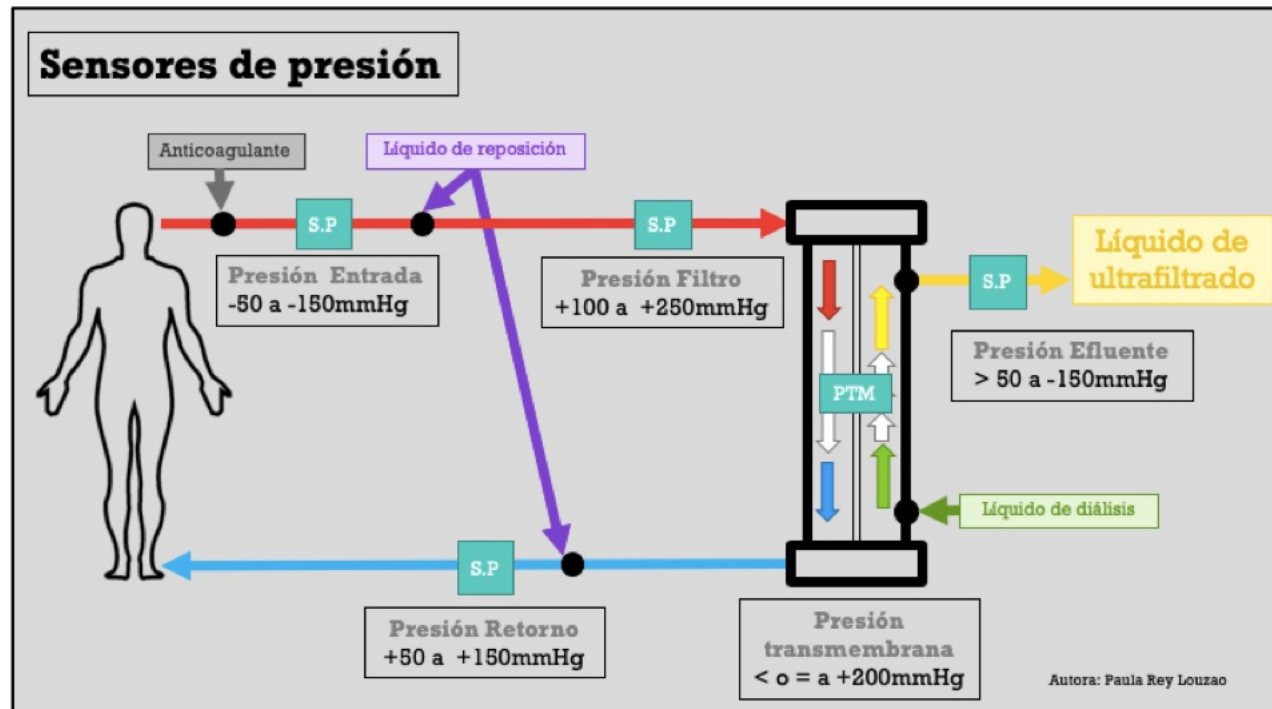 Sensores de presión
Anticoagulante
Líquido de reposición
S.P
S.P
Presión Entrada
-50 a -150mmHg
Presión Filtro
+100 a +250mmHg
S.P
Líquido de
ultrafiltrado
Presión Efluente
> 50 a -150mmHg
PTM
Líquido de diálisis
S.P
Presión Retorno
+50 a +150mmHg
Presión
transmembrana
< o = a +200mmHg
Autora: Paula Rey Louzao